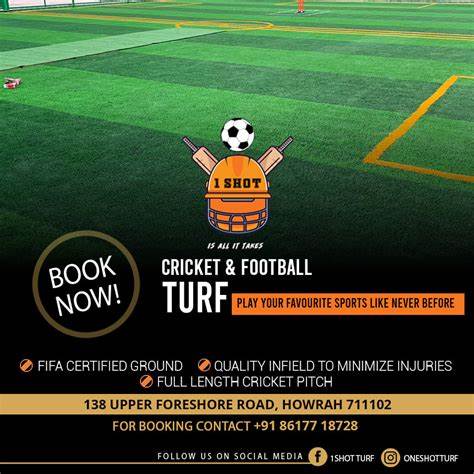 1 SHOT
IS ALL IT TAKES
BOOK
NOW!
CRICKET & FOOTBALL
TURF
PLAY YOUR FAVOURITE SPORTS LIKE NEVER BEFORE
FIFA CERTIFIED GROUND
QUALITY INFIELD TO MINIMIZE INJURIES
FULL LENGTH CRICKET PITCH
138 UPPER FORESHORE ROAD, HOWRAH 711102
FOR BOOKING CONTACT +91 86177 18728
FOLLOW US ON SOCIAL MEDIA
1SHOT TURF
ONESHOTTURF